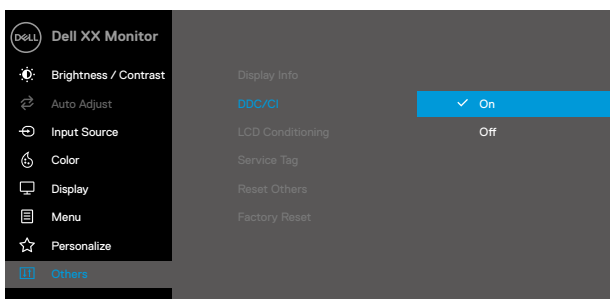 DELL Dell XX Monitor
Brightness / Contrast
Auto Adjust
Input Source
Color
Display
Menu
Personalize
Others
Display Info
DDC/CI
LCD Conditioning
Service Tag
Reset Others
Factory Reset
On
Off